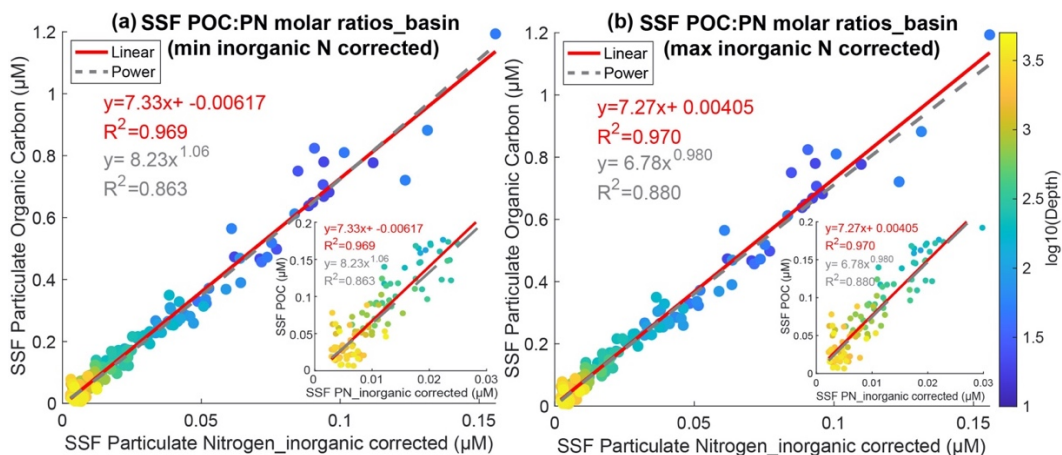 (a) SSF POC:PN molar ratios_basin
(min inorganic N corrected)
1.2
1
0.8
0.6
0.4
0.2
0
SSF Particulate Organic Carbon (µM)
Linear
Power
y=7.33x+ -0.00617
R²=0.969
y= 8.23x^1.06
R²=0.863
0.2
0.15
0.1
0.05
0
SSF POC (µM)
y=7.33x+ -0.00617
R²=0.969
y= 8.23x^1.06
R²=0.863
0
0.01
0.02
0.03
SSF PN_inorganic corrected (µM)
0
0.05
0.1
0.15
SSF Particulate Nitrogen_inorganic corrected (µM)
(b) SSF POC:PN molar ratios_basin
(max inorganic N corrected)
1.2
1
0.8
0.6
0.4
0.2
0
SSF Particulate Organic Carbon (µM)
Linear
Power
y=7.27x+ 0.00405
R²=0.970
y= 6.78x^0.980
R²=0.880
0.2
0.15
0.1
0.05
0
SSF POC (µM)
y=7.27x+ 0.00405
R²=0.970
y= 6.78x^0.980
R²=0.880
0
0.01
0.02
0.03
SSF PN_inorganic corrected (µM)
0
0.05
0.1
0.15
SSF Particulate Nitrogen_inorganic corrected (µM)
3.5
3
2.5
2
1.5
1
log10(Depth)